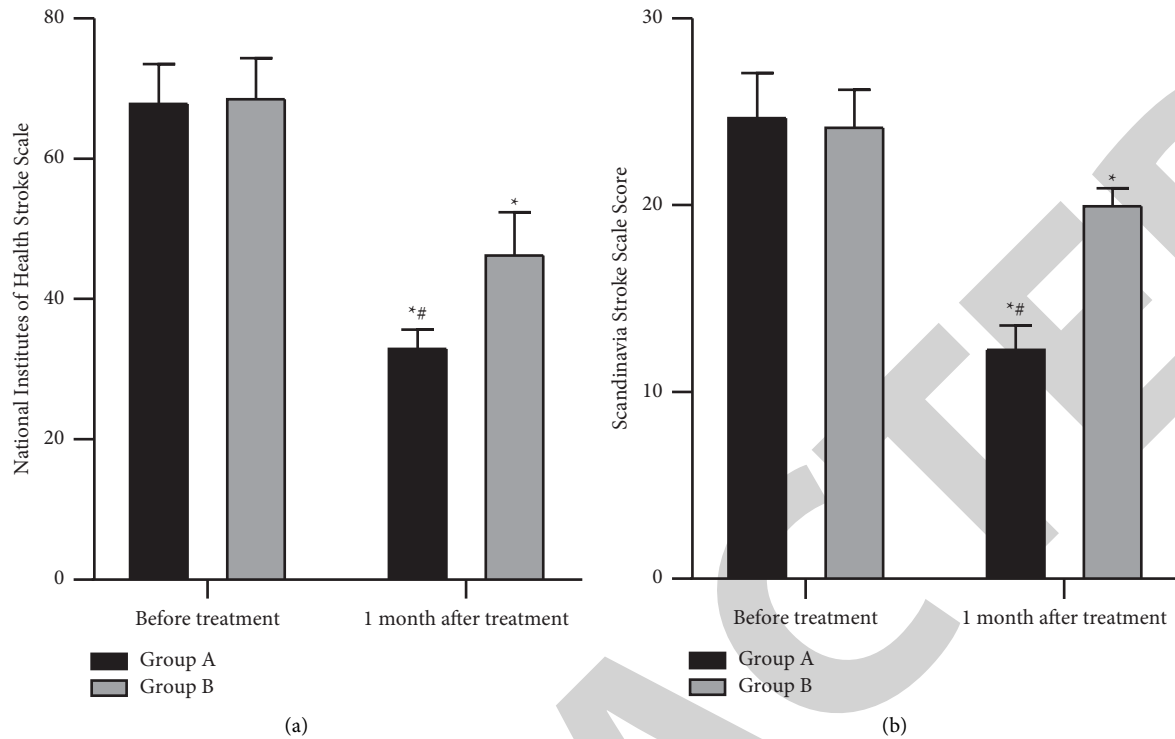 80
60
40
20
0
National Institutes of Health Stroke Scale
*#
*
Before treatment
1 month after treatment
Group A
Group B
(a)
30
20
10
0
Scandinavia Stroke Scale Score
*#
*
Before treatment
1 month after treatment
Group A
Group B
(b)
ACTE